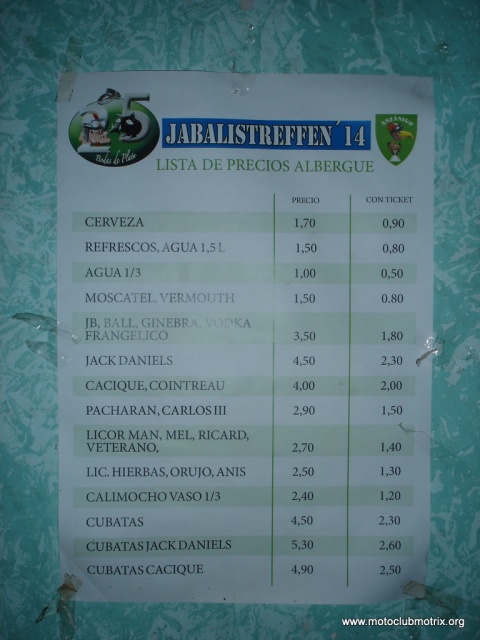 25
Bodas de Plata
JABALISTREFFEN´14
ANZÁNIGO
LISTA DE PRECIOS ALBERGUE
PRECIO CON TICKET
CERVEZA 1,70 0,90
REFRESCOS, AGUA 1,5 L 1,50 0,80
AGUA 1/3 1,00 0,50
MOSCATEL, VERMOUTH 1,50 0.80
JB, BALL, GINEBRA, VODKA
FRANGELICO 3,50 1,80
JACK DANIELS 4,50 2,30
CACIQUE, COINTREAU 4,00 2,00
PACHARAN, CARLOS III 2,90 1,50
LICOR MAN, MEL, RICARD,
VETERANO, 2,70 1,40
LIC. HIERBAS, ORUJO, ANIS 2,50 1,30
CALIMOCHO VASO 1/3 2,40 1,20
CUBATAS 4,50 2,30
CUBATAS JACK DANIELS 5,30 2,60
CUBATAS CACIQUE 4,90 2,50
www.motoclubmotrix.org